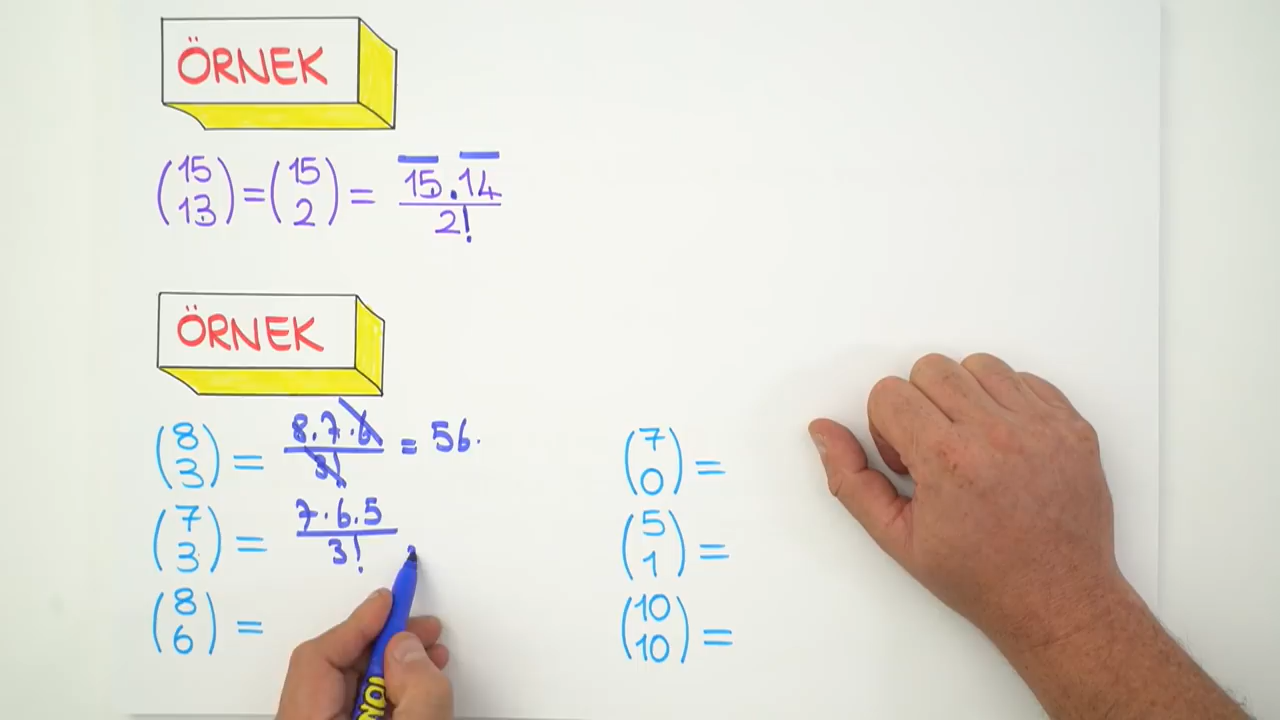 ÖRNEK
(15 13) = (15 2) = 15.14 / 2!
ÖRNEK
(8 3) = 8.7.6 / 3! = 56.
(7 3) = 7.6.5 / 3!
(8 6) =
(7 0) =
(5 1) =
(10 10) =